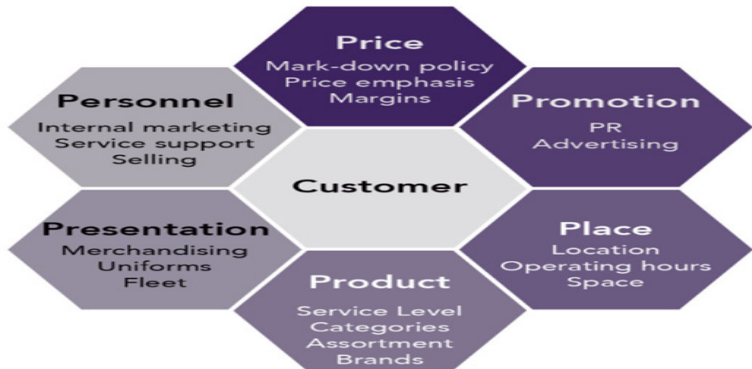 Price
Mark-down policy
Price emphasis
Margins
Promotion
PR
Advertising
Place
Location
Operating hours
Space
Product
Service Level
Categories
Assortment
Brands
Presentation
Merchandising
Uniforms
Fleet
Personnel
Internal marketing
Service support
Selling
Customer